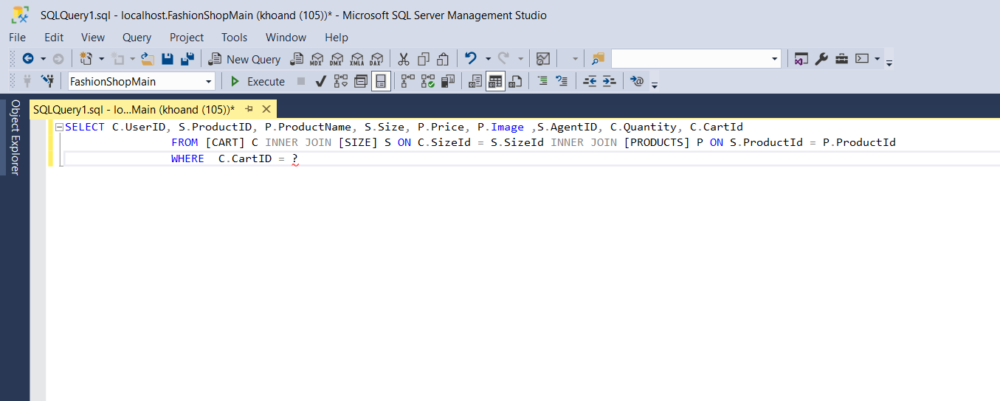 SQLQuery1.sql - localhost.FashionShopMain (khoand (105))* - Microsoft SQL Server Management Studio
File Edit View Query Project Tools Window Help
New Query MDX DMX XMLA DAX
FashionShopMain Execute
Object Explorer
SQLQuery1.sql - lo...Main (khoand (105))*
SELECT C.UserID, S.ProductID, P.ProductName, S.Size, P.Price, P.Image ,S.AgentID, C.Quantity, C.CartId
FROM [CART] C INNER JOIN [SIZE] S ON C.SizeId = S.SizeId INNER JOIN [PRODUCTS] P ON S.ProductId = P.ProductId
WHERE  C.CartID = ?